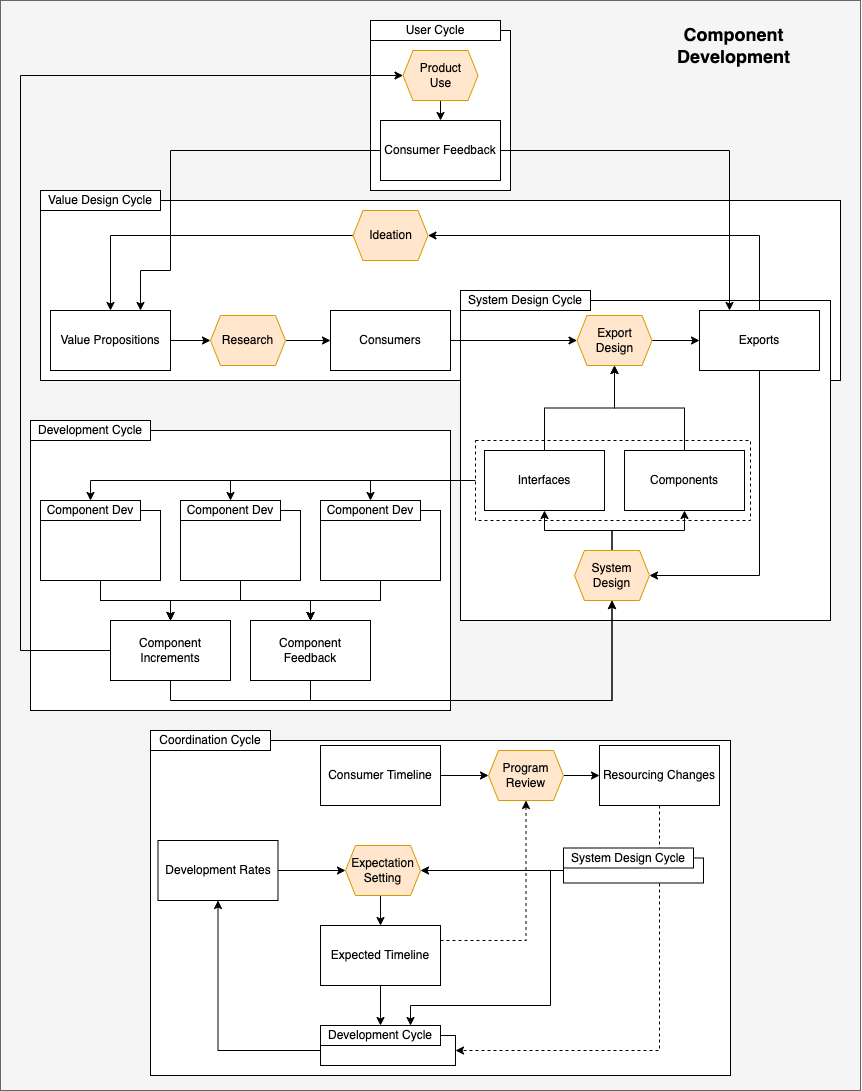 Component
Development
User Cycle
Product
Use
Consumer Feedback
Value Design Cycle
Ideation
System Design Cycle
Value Propositions
Research
Consumers
Export
Design
Exports
Development Cycle
Interfaces
Components
Component Dev
Component Dev
Component Dev
System
Design
Component
Increments
Component
Feedback
Coordination Cycle
Consumer Timeline
Program
Review
Resourcing Changes
Development Rates
Expectation
Setting
System Design Cycle
Expected Timeline
Development Cycle